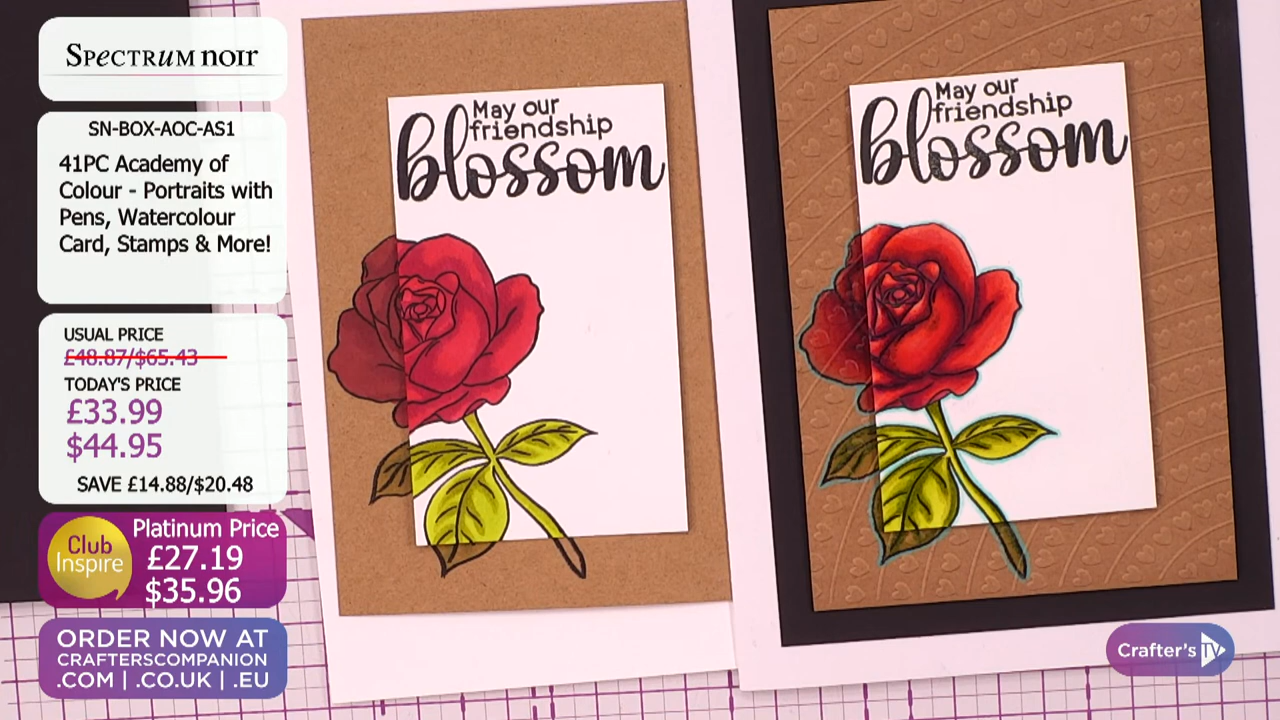 SPECTRUM NOIR
SN-BOX-AOC-AS1
41PC Academy of
Colour - Portraits with
Pens, Watercolour
Card, Stamps & More!
USUAL PRICE
£48.87/$65.43
TODAY'S PRICE
£33.99
$44.95
SAVE £14.88/$20.48
Club
Inspire
Platinum Price
£27.19
$35.96
ORDER NOW AT
CRAFTERSCOMPANION
.COM | .CO.UK | .EU
May our
friendship
blossom
May our
friendship
blossom
Crafter's TV